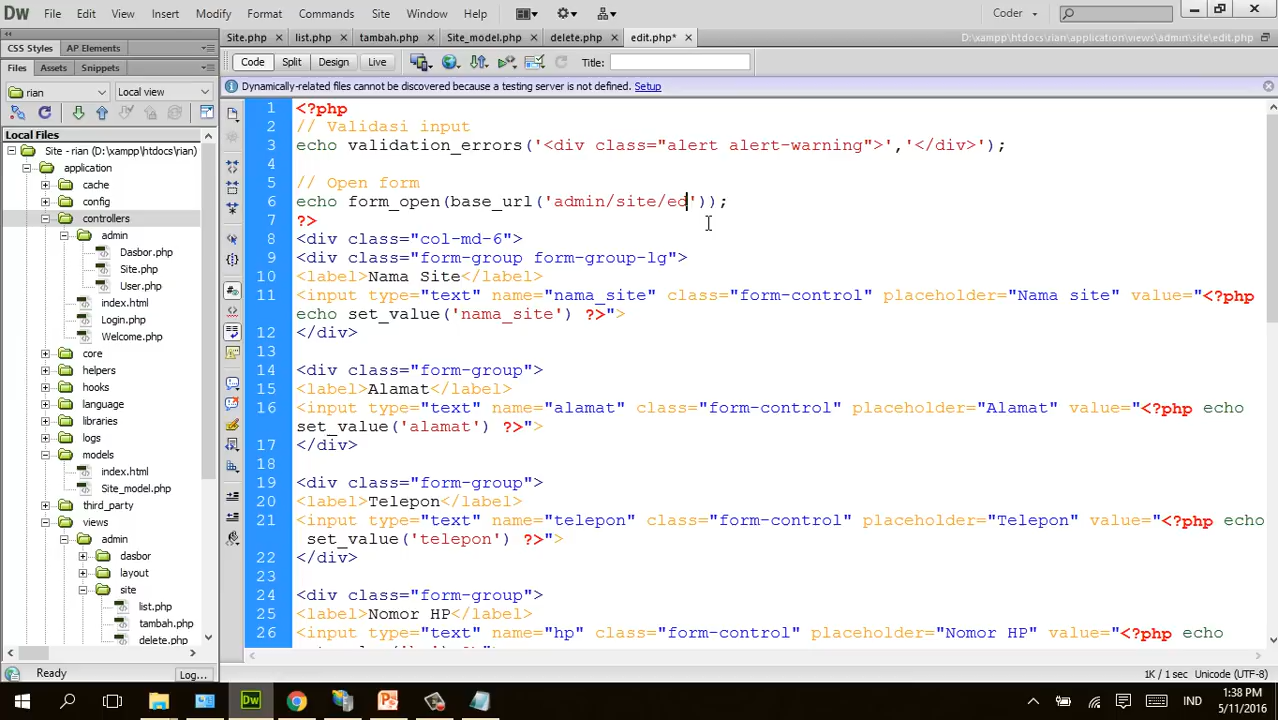 Dw File Edit View Insert Modify Format Commands Site Window Help Coder
Site.php × list.php × tambah.php × Site_model.php × delete.php × edit.php* × D:\xampp\htdocs\rian\application\views\admin\site\edit.php
CSS Styles AP Elements
Files Assets Snippets
Code Split Design Live Title:
rian Local view
Dynamically-related files cannot be discovered because a testing server is not defined. Setup
Local Files
Site - rian (D:\xampp\htdocs\rian)
application
cache
config
controllers
admin
Dasbor.php
Site.php
User.php
index.html
Login.php
Welcome.php
core
helpers
hooks
language
libraries
logs
models
index.html
Site_model.php
third_party
views
admin
dasbor
layout
site
list.php
tambah.php
delete.php
1 <?php
2 // Validasi input
3 echo validation_errors('<div class="alert alert-warning">','</div>');
4
5 // Open form
6 echo form_open(base_url('admin/site/ed'));
7 ?>
8 <div class="col-md-6">
9 <div class="form-group form-group-lg">
10 <label>Nama Site</label>
11 <input type="text" name="nama_site" class="form-control" placeholder="Nama site" value="<?php
echo set_value('nama_site') ?>">
12 </div>
13
14 <div class="form-group">
15 <label>Alamat</label>
16 <input type="text" name="alamat" class="form-control" placeholder="Alamat" value="<?php echo
set_value('alamat') ?>">
17 </div>
18
19 <div class="form-group">
20 <label>Telepon</label>
21 <input type="text" name="telepon" class="form-control" placeholder="Telepon" value="<?php echo
set_value('telepon') ?>">
22 </div>
23
24 <div class="form-group">
25 <label>Nomor HP</label>
26 <input type="text" name="hp" class="form-control" placeholder="Nomor HP" value="<?php echo
Ready Log... 1K / 1 sec Unicode (UTF-8)
Dw IND
1:38 PM
5/11/2016